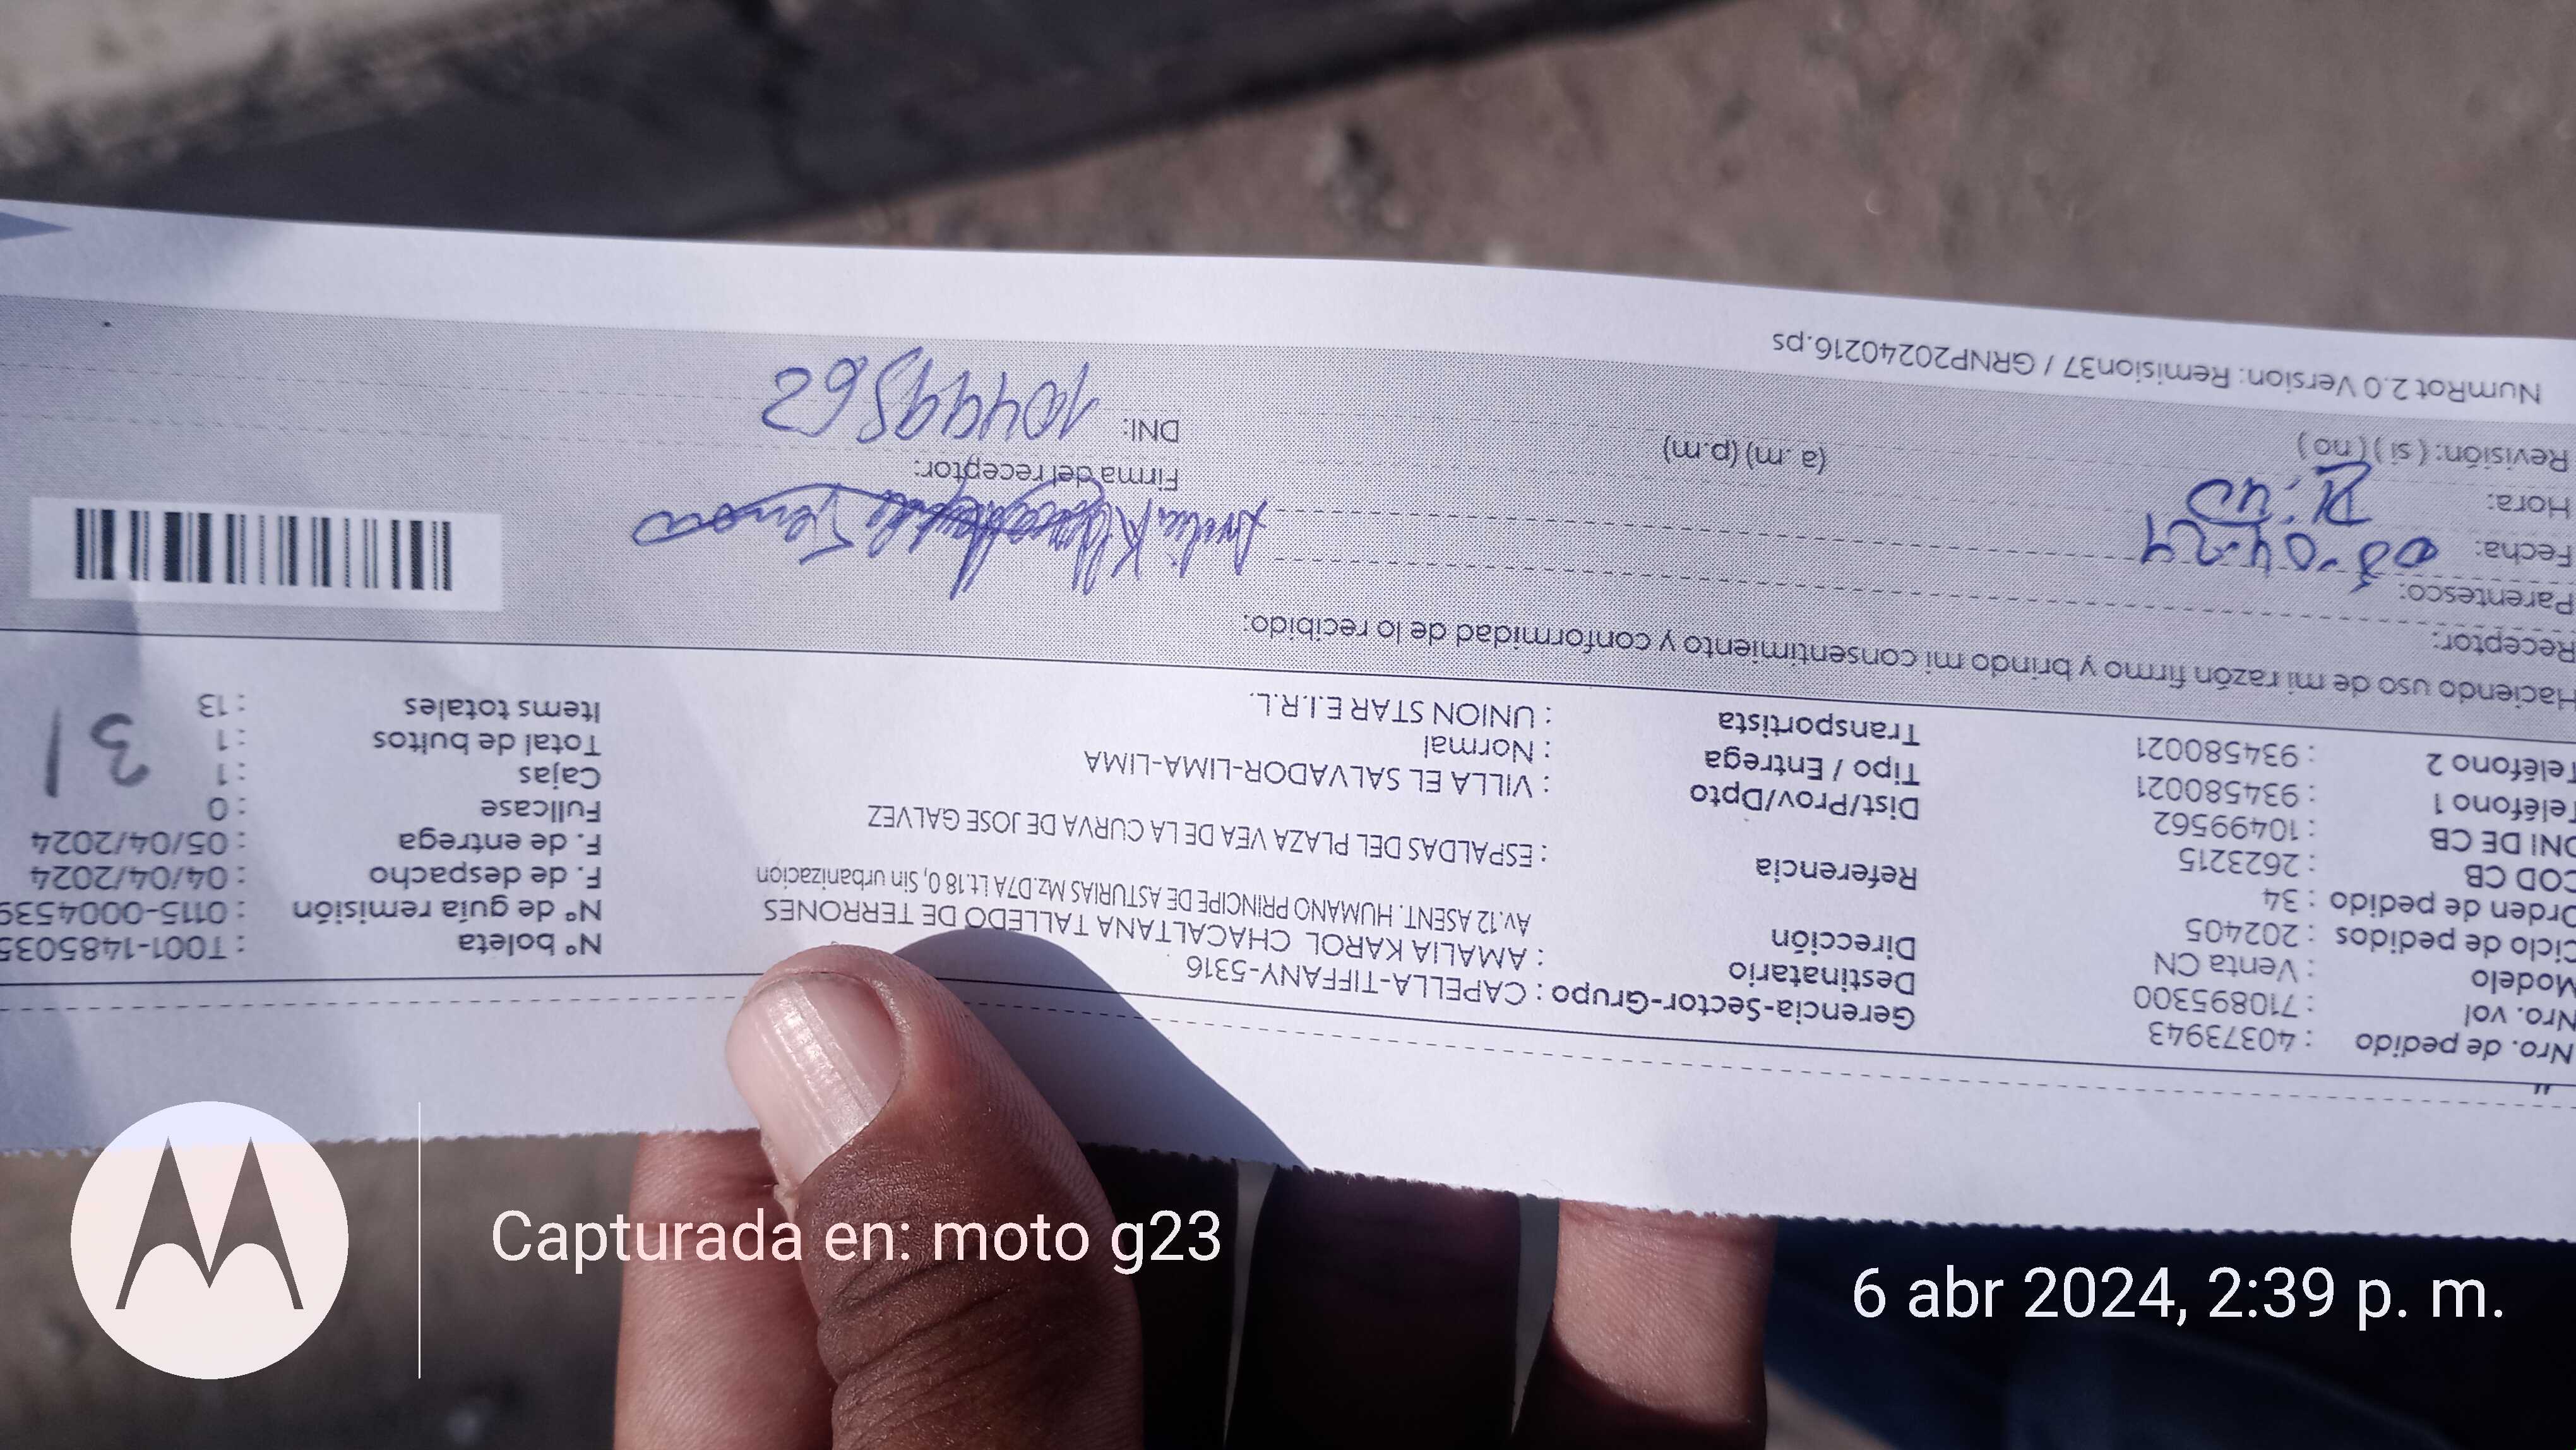 Nro. de pedido : 40373943
Nro. vol : 710895300
Modelo : Venta CN
Ciclo de pedidos : 202405
Orden de pedido : 34
COD CB : 2623215
DNI DE CB : 10499562
Teléfono 1 : 934580021
Teléfono 2 : 934580021
Gerencia-Sector-Grupo : CAPELLA-TIFFANY-5316
Destinatario : AMALIA KAROL CHACALTANA TALLEDO DE TERRONES
Dirección Av.12 ASENT. HUMANO PRINCIPE DE ASTURIAS Mz.D7A Lt.18 0, Sin urbanización
Referencia : ESPALDAS DEL PLAZA VEA DE LA CURVA DE JOSE GALVEZ
Dist/Prov/Dpto : VILLA EL SALVADOR-LIMA-LIMA
Tipo / Entrega : Normal
Transportista : UNION STAR E.I.R.L.
Nº boleta : T001-1485035
Nº de guía remisión : 0115-0004539
F. de despacho : 04/04/2024
F. de entrega : 05/04/2024
Fullcase : 0
Cajas : 1
Total de bultos : 1
Items totales : 13
31
Haciendo uso de mi razón firmo y brindo mi consentimiento y conformidad de lo recibido:
Receptor:
Parentesco:
Fecha: 05-04-24
Hora:
(a.m) (p.m)
Revisión: ( si ) ( no )
Firma del receptor:
DNI: 10499562
NumRot 2.0 Version: Remision37 / GRNP20240216.ps
Capturada en: moto g23
6 abr 2024, 2:39 p. m.